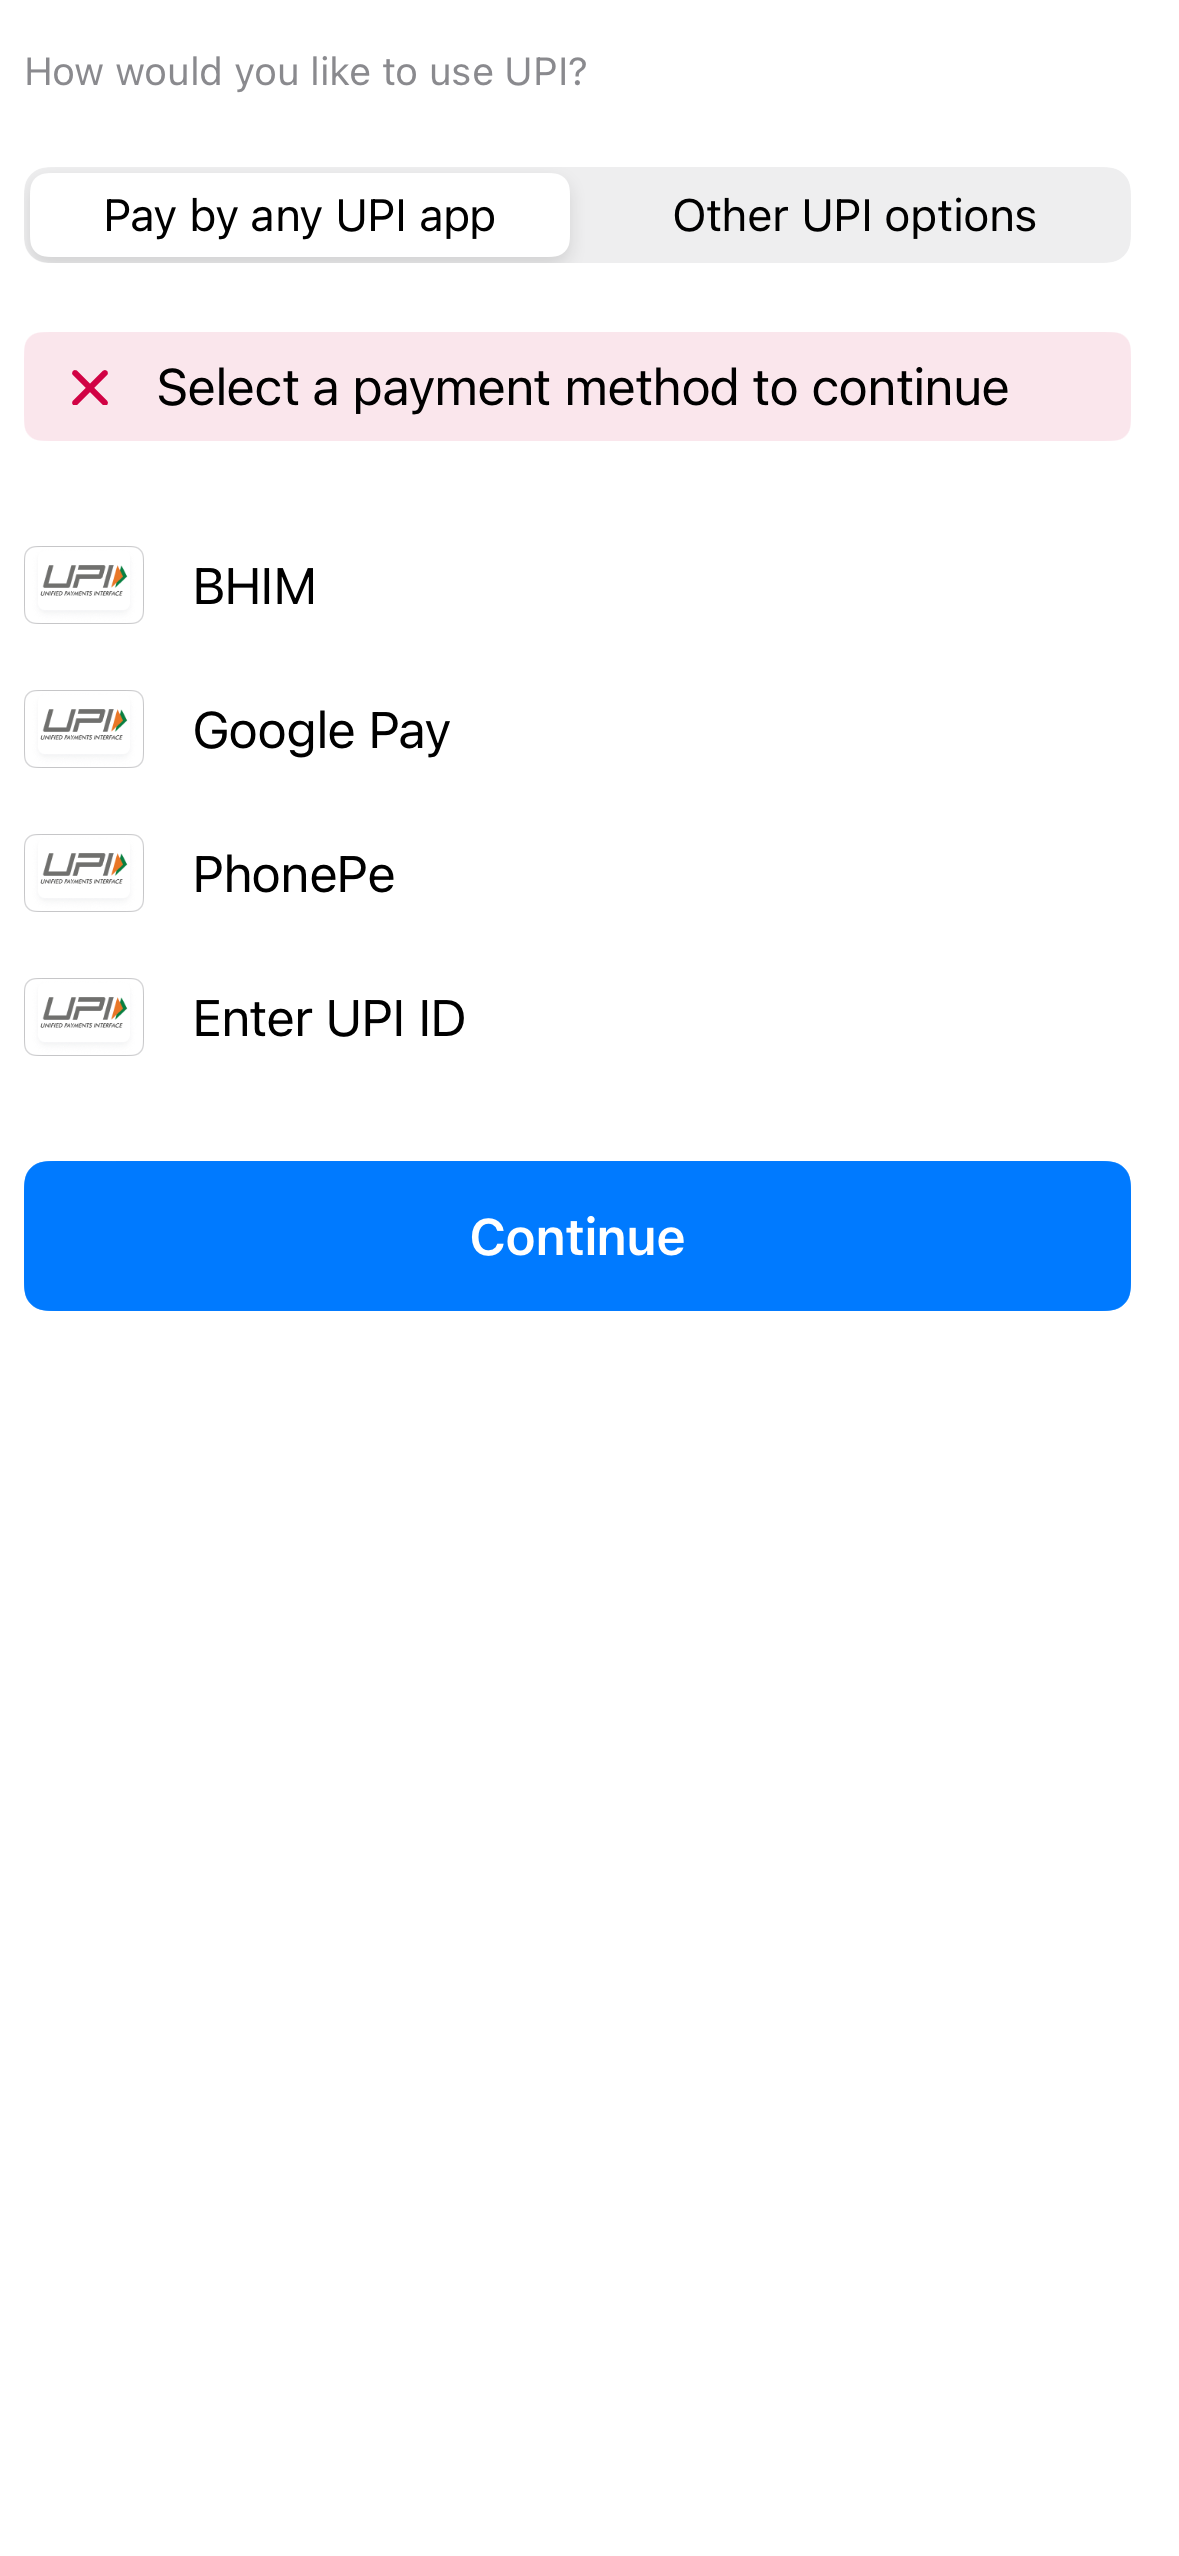 How would you like to use UPI?
Pay by any UPI app
Other UPI options
Select a payment method to continue
UPI
UNIFIED PAYMENTS INTERFACE
BHIM
UPI
UNIFIED PAYMENTS INTERFACE
Google Pay
UPI
UNIFIED PAYMENTS INTERFACE
PhonePe
UPI
UNIFIED PAYMENTS INTERFACE
Enter UPI ID
Continue